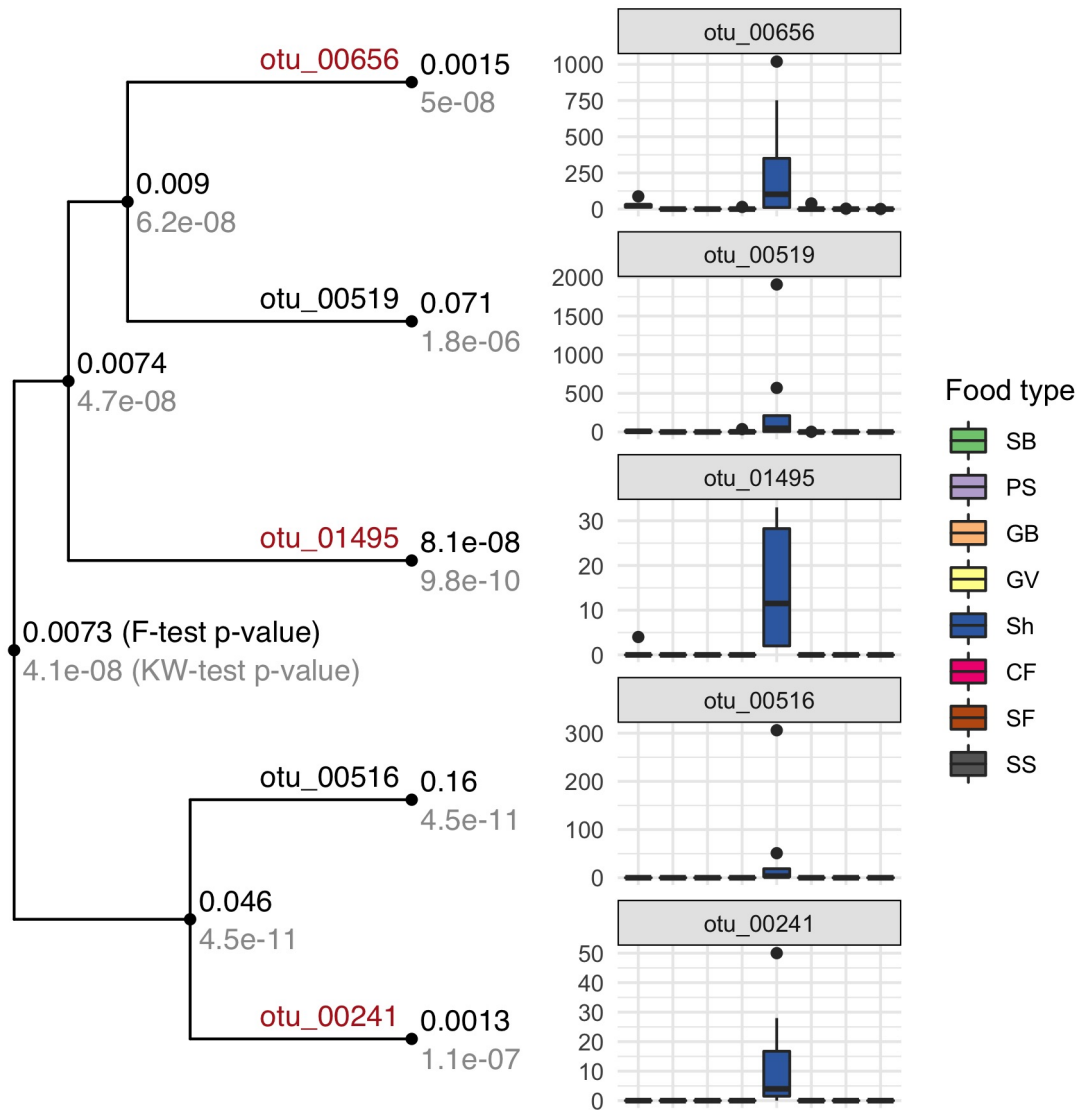 otu_00656 0.0015
5e-08
0.009
6.2e-08
otu_00519 0.071
1.8e-06
0.0074
4.7e-08
otu_01495 8.1e-08
9.8e-10
0.0073 (F-test p-value)
4.1e-08 (KW-test p-value)
otu_00516 0.16
4.5e-11
0.046
4.5e-11
otu_00241 0.0013
1.1e-07
otu_00656
1000
750
500
250
0
otu_00519
2000
1500
1000
500
0
otu_01495
30
20
10
0
otu_00516
300
200
100
0
otu_00241
50
40
30
20
10
0
Food type
SB
PS
GB
GV
Sh
CF
SF
SS